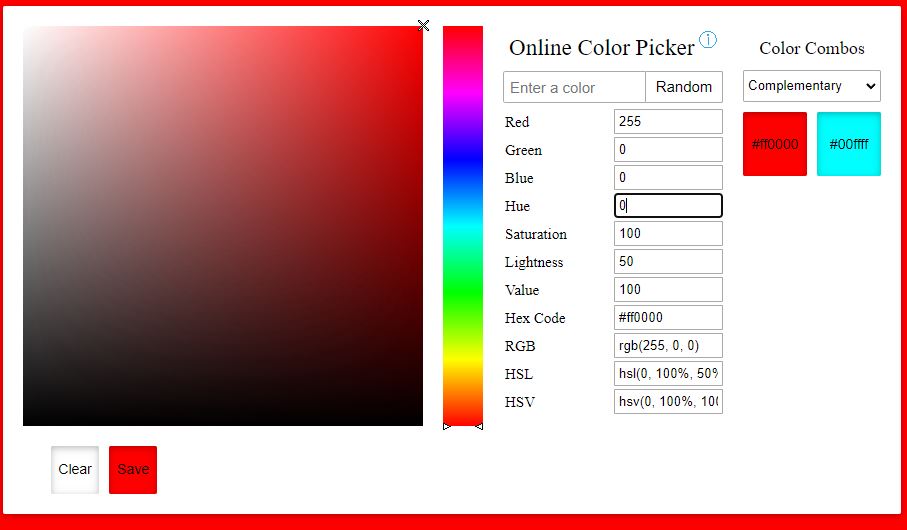 Online Color Picker ⓘ
Enter a color Random
Red 255
Green 0
Blue 0
Hue 0
Saturation 100
Lightness 50
Value 100
Hex Code #ff0000
RGB rgb(255, 0, 0)
HSL hsl(0, 100%, 50%
HSV hsv(0, 100%, 100
Color Combos
Complementary
#ff0000 #00ffff
Clear Save